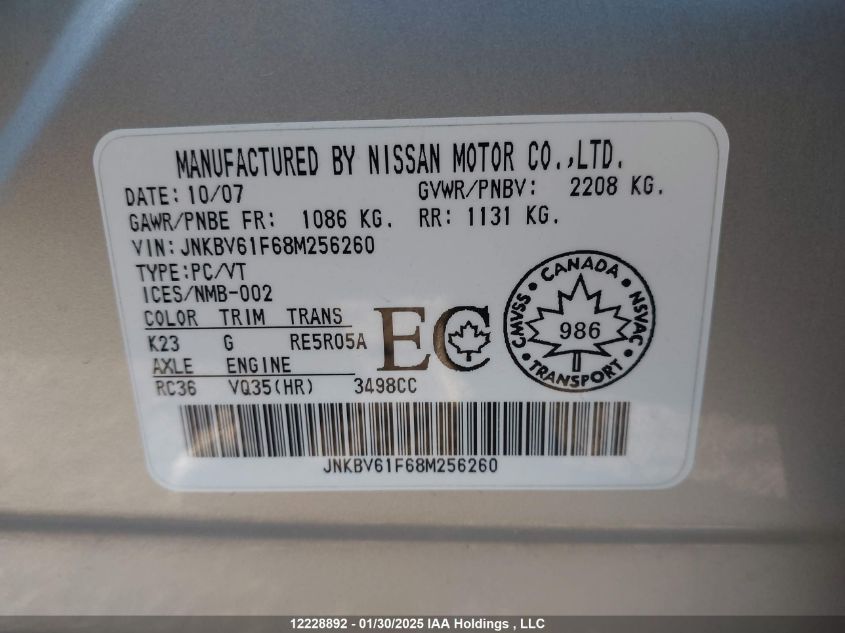 MANUFACTURED BY NISSAN MOTOR CO.,LTD.
DATE: 10/07 GVWR/PNBV: 2208 KG.
GAWR/PNBE FR: 1086 KG. RR: 1131 KG.
VIN: JNKBV61F68M256260
TYPE:PC/VT
ICES/NMB-002
COLOR TRIM TRANS
K23 G RE5R05A
AXLE ENGINE
RC36 VQ35(HR) 3498CC
EC
CANADA
CMVSS
986
NSVAC
TRANSPORT
JNKBV61F68M256260
12228892 - 01/30/2025 IAA Holdings , LLC